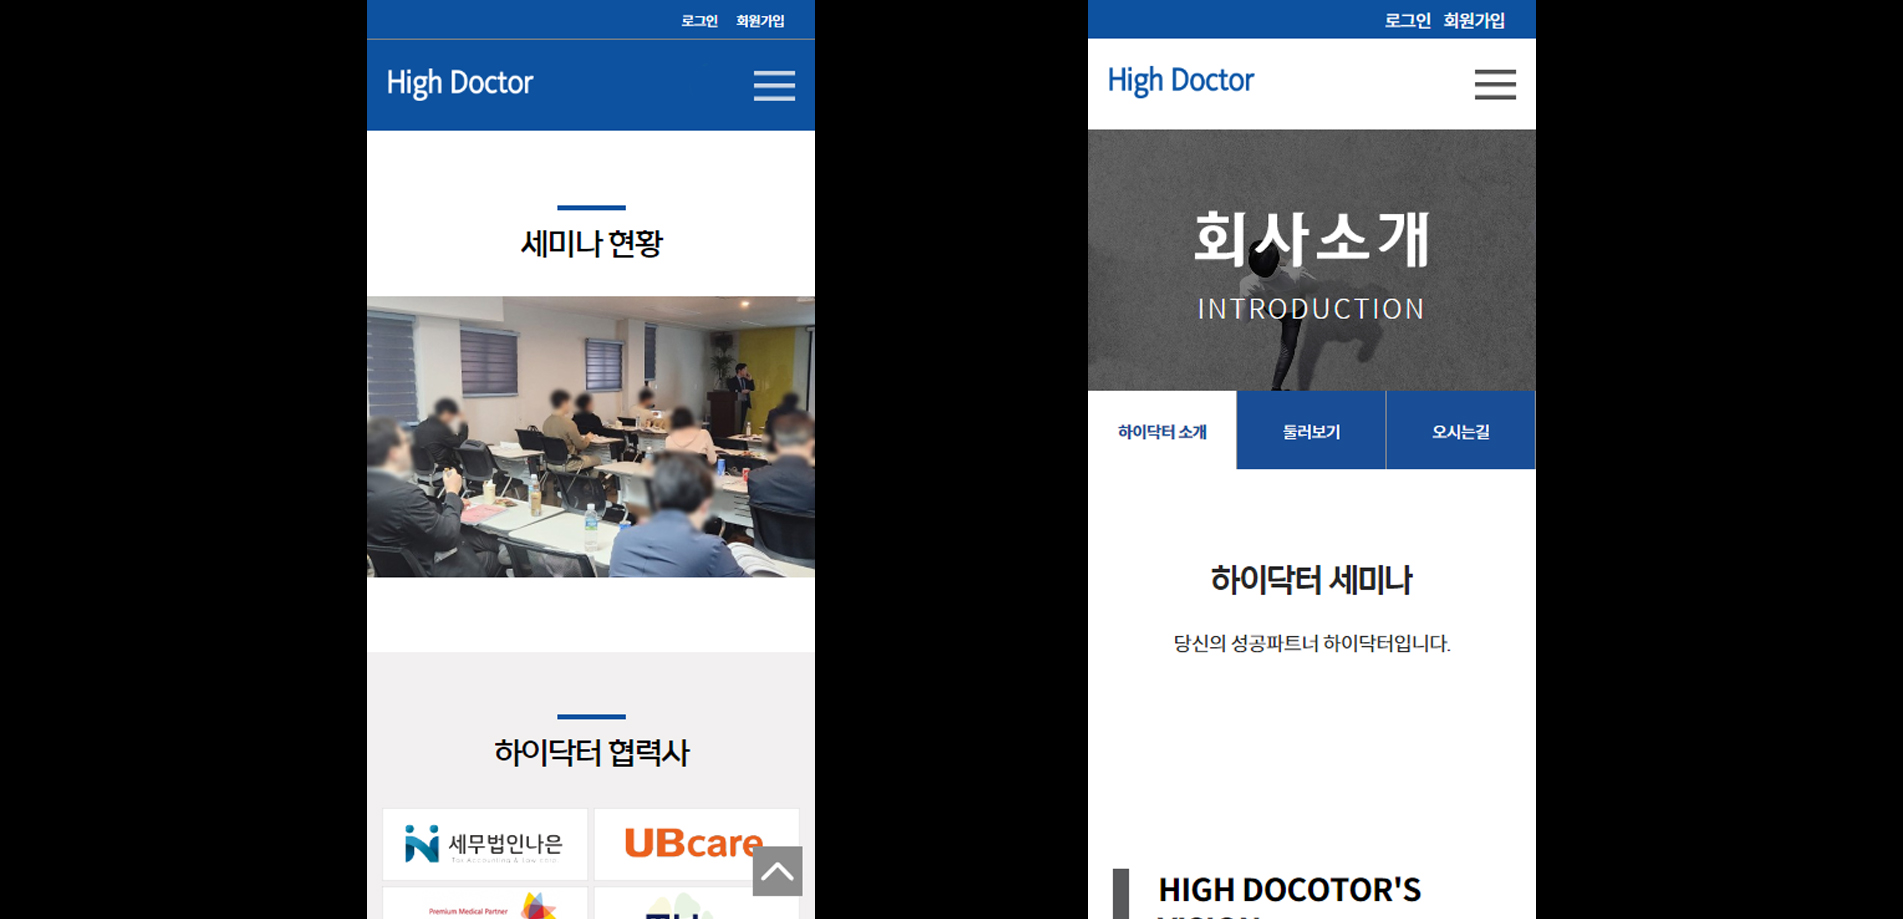 로그인 회원가입
High Doctor
세미나 현황
하이닥터 협력사
세무법인나은
Tax Accounting & Law corp.
UBcare
Premium Medical Partner
로그인 회원가입
High Doctor
회사소개
INTRODUCTION
하이닥터 소개 둘러보기 오시는길
하이닥터 세미나
당신의 성공파트너 하이닥터입니다.
HIGH DOCOTOR'S